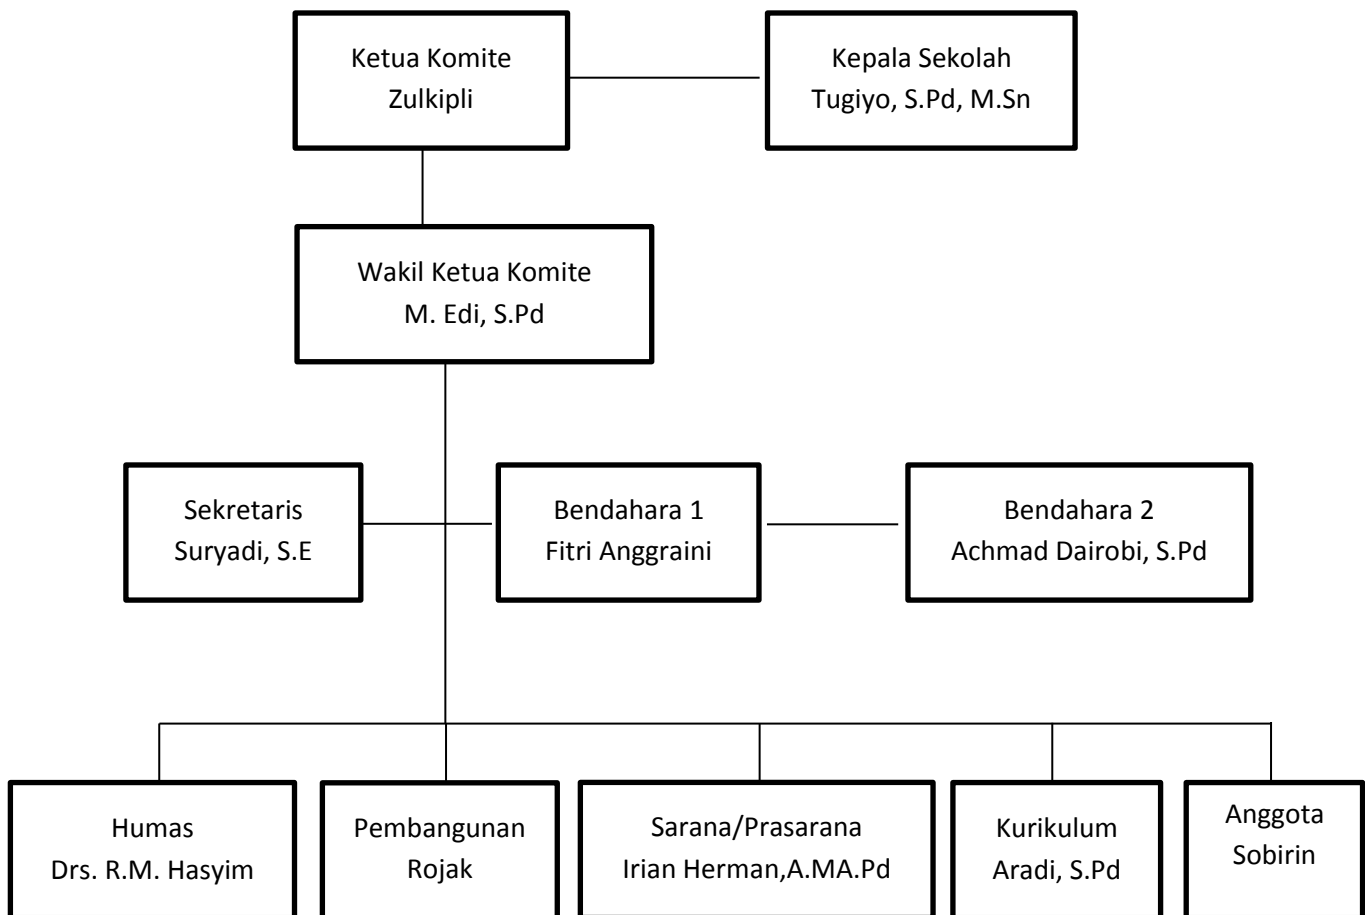 Ketua Komite
Zulkipli
Kepala Sekolah
Tugiyo, S.Pd, M.Sn
Wakil Ketua Komite
M. Edi, S.Pd
Sekretaris
Suryadi, S.E
Bendahara 1
Fitri Anggraini
Bendahara 2
Achmad Dairobi, S.Pd
Humas
Drs. R.M. Hasyim
Pembangunan
Rojak
Sarana/Prasarana
Irian Herman,A.MA.Pd
Kurikulum
Aradi, S.Pd
Anggota
Sobirin